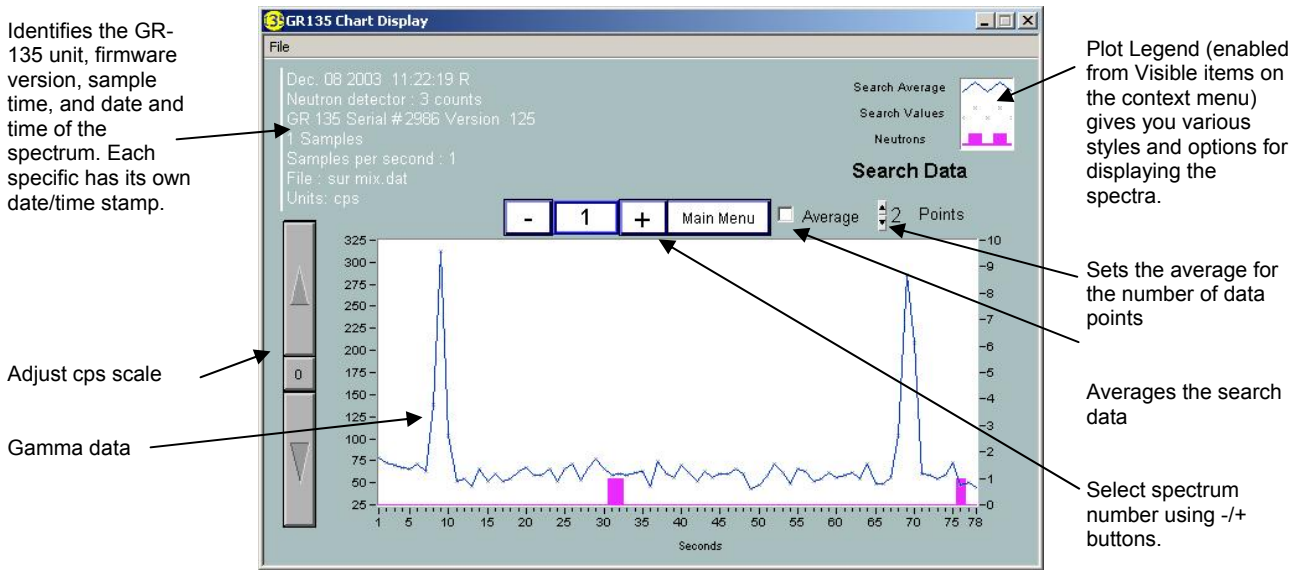 Identifies the GR-
135 unit, firmware
version, sample
time, and date and
time of the
spectrum. Each
specific has its own
date/time stamp.
Adjust cps scale
Gamma data
GR135 Chart Display
File
Dec. 08 2003 11:22:19 R
Neutron detector : 3 counts
GR 135 Serial # 2986 Version 125
1 Samples
Samples per second : 1
File : sur mix.dat
Units: cps
Search Average
Search Values
Neutrons
Search Data
- 1 + Main Menu Average 2 Points
0
325
300
275
250
225
200
175
150
125
100
75
50
25
10
9
8
7
6
5
4
3
2
1
0
1 5 10 15 20 25 30 35 40 45 50 55 60 65 70 75 78
Seconds
Plot Legend (enabled
from Visible items on
the context menu)
gives you various
styles and options for
displaying the
spectra.
Sets the average for
the number of data
points
Averages the search
data
Select spectrum
number using -/+
buttons.